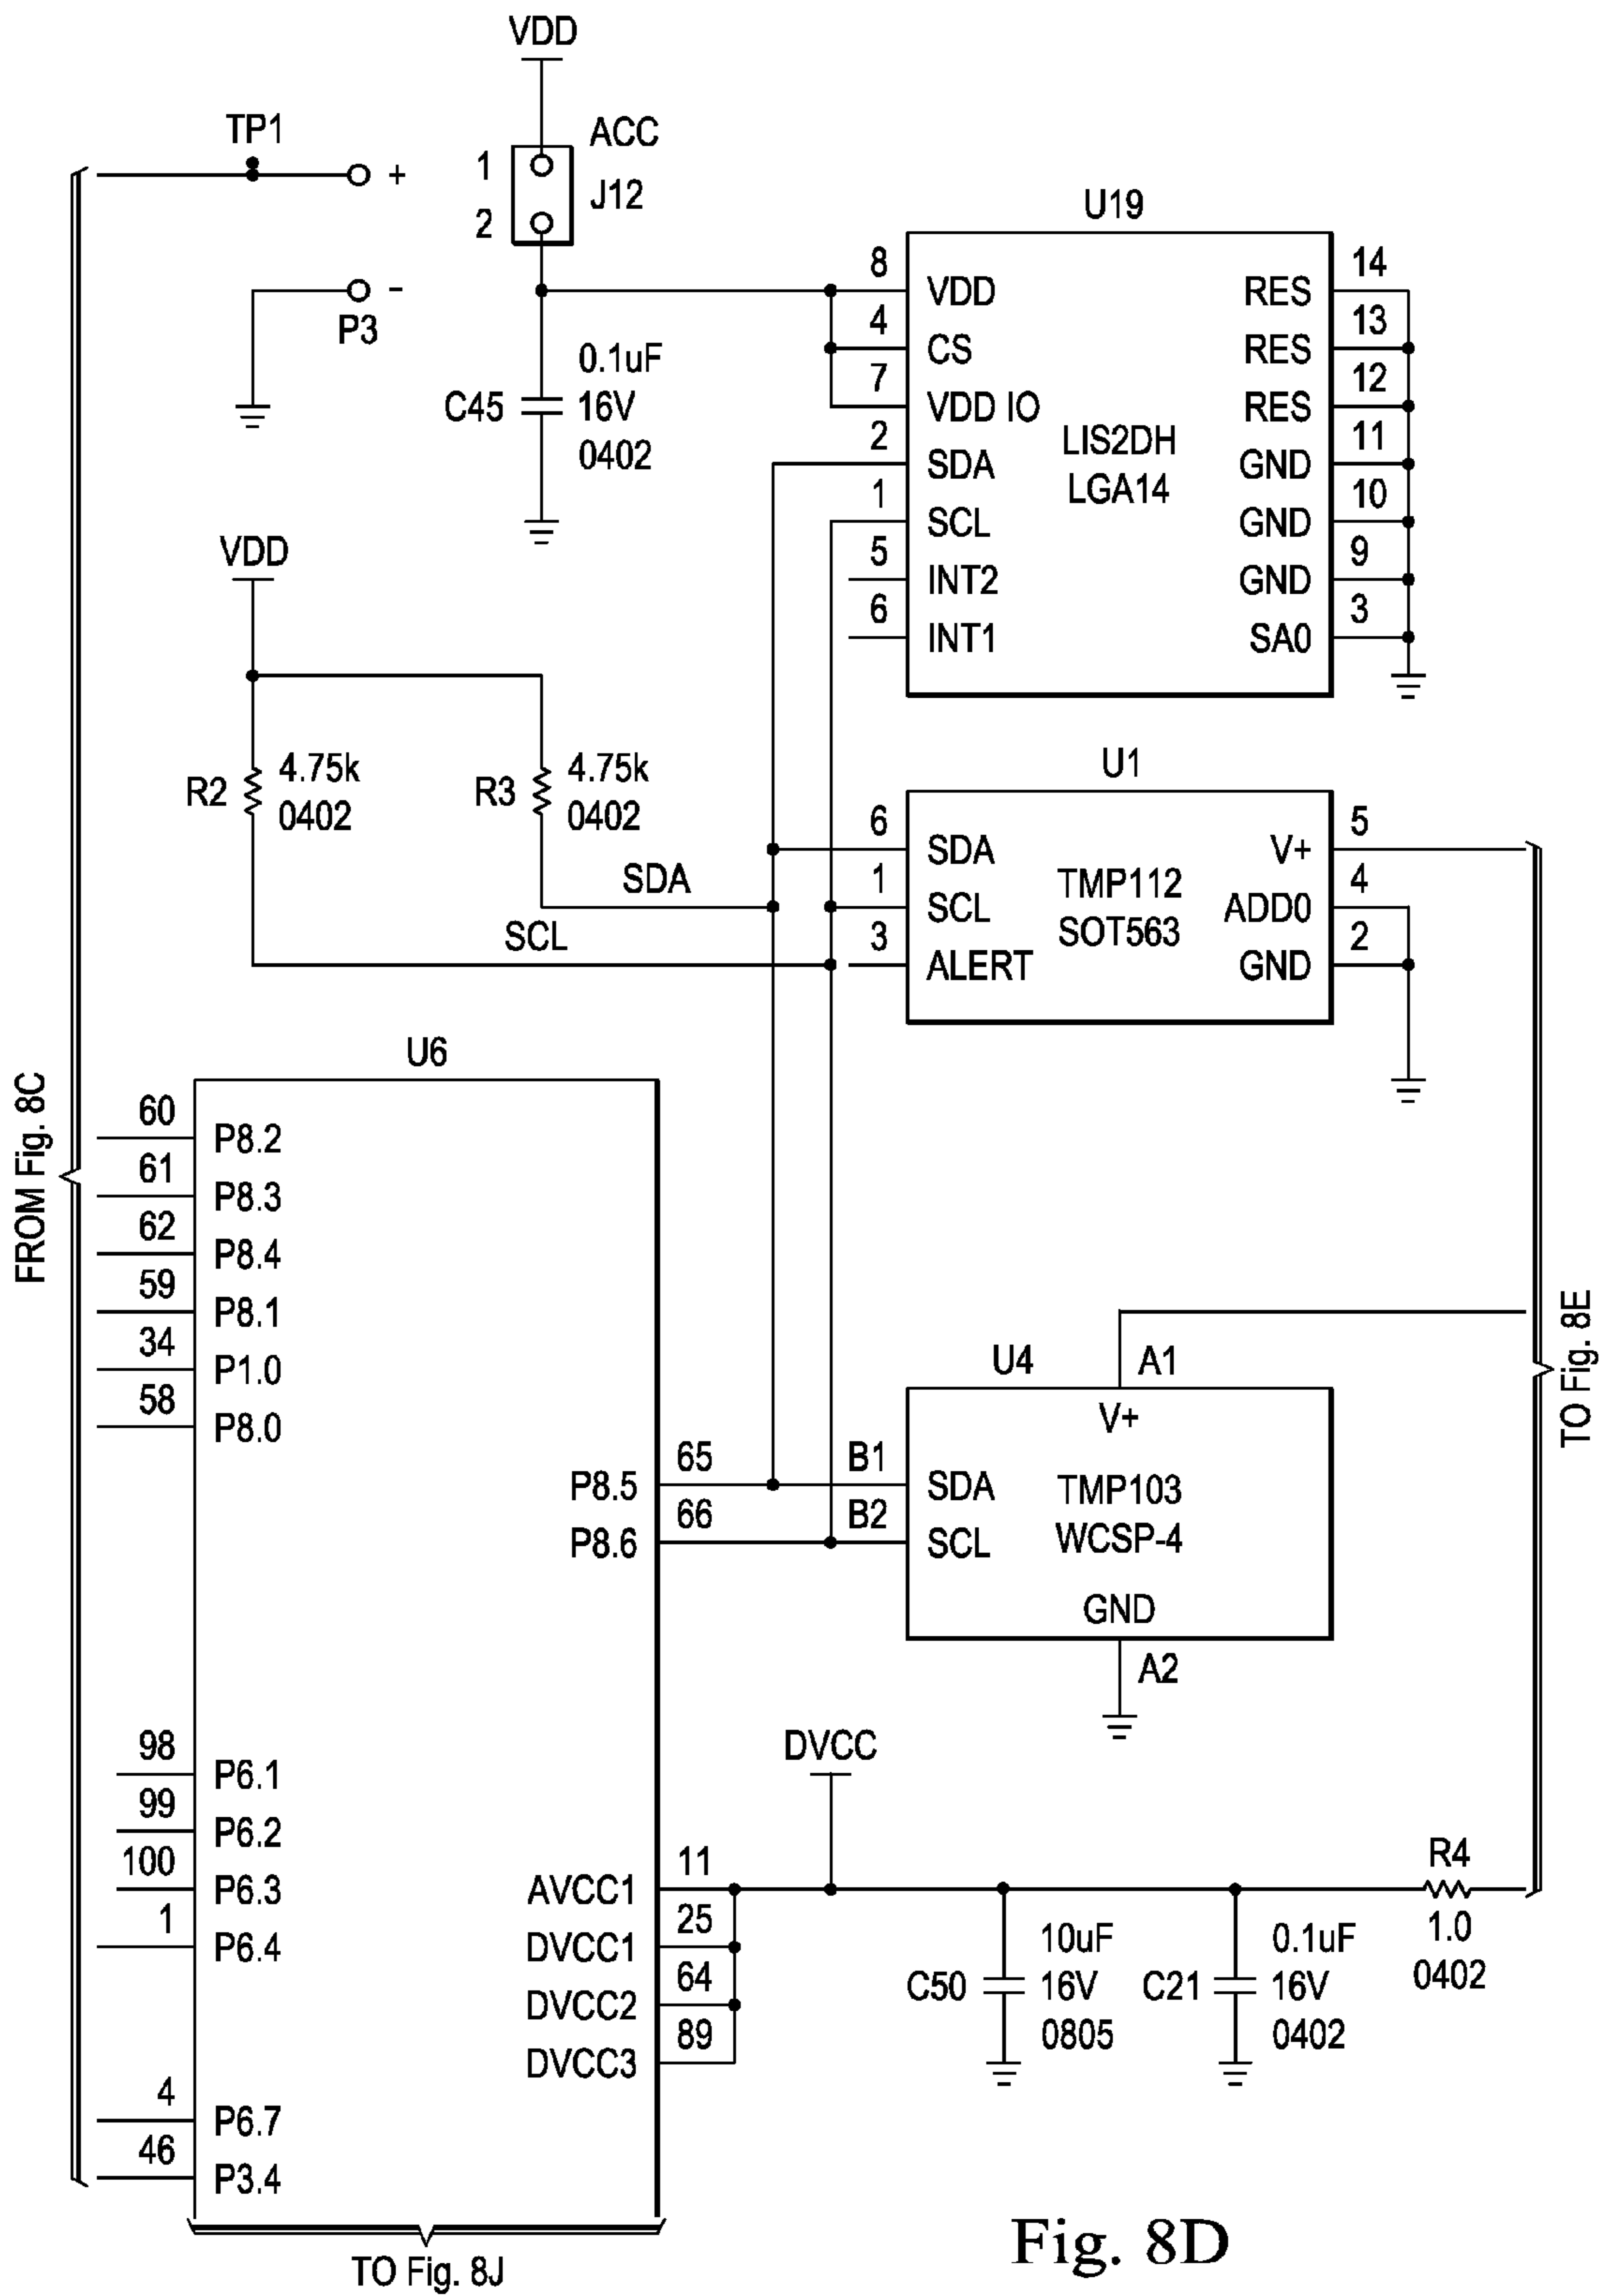 VDD
TP1
+
-
P3
1
2
ACC
J12
C45
0.1uF
16V
0402
U19
8
VDD
4
CS
7
VDD IO
2
SDA
1
SCL
5
INT2
6
INT1
LIS2DH
LGA14
14
RES
13
RES
12
RES
11
GND
10
GND
9
GND
3
SA0
VDD
R2
4.75k
0402
R3
4.75k
0402
SDA
SCL
U1
6
SDA
1
SCL
3
ALERT
TMP112
SOT563
5
V+
4
ADD0
2
GND
FROM Fig. 8C
U6
60
P8.2
61
P8.3
62
P8.4
59
P8.1
34
P1.0
58
P8.0
65
P8.5
66
P8.6
U4
A1
V+
B1
SDA
B2
SCL
TMP103
WCSP-4
GND
A2
TO Fig. 8E
98
P6.1
99
P6.2
100
P6.3
1
P6.4
4
P6.7
46
P3.4
DVCC
11
AVCC1
25
DVCC1
64
DVCC2
89
DVCC3
C50
10uF
16V
0805
C21
0.1uF
16V
0402
R4
1.0
0402
TO Fig. 8J
Fig. 8D